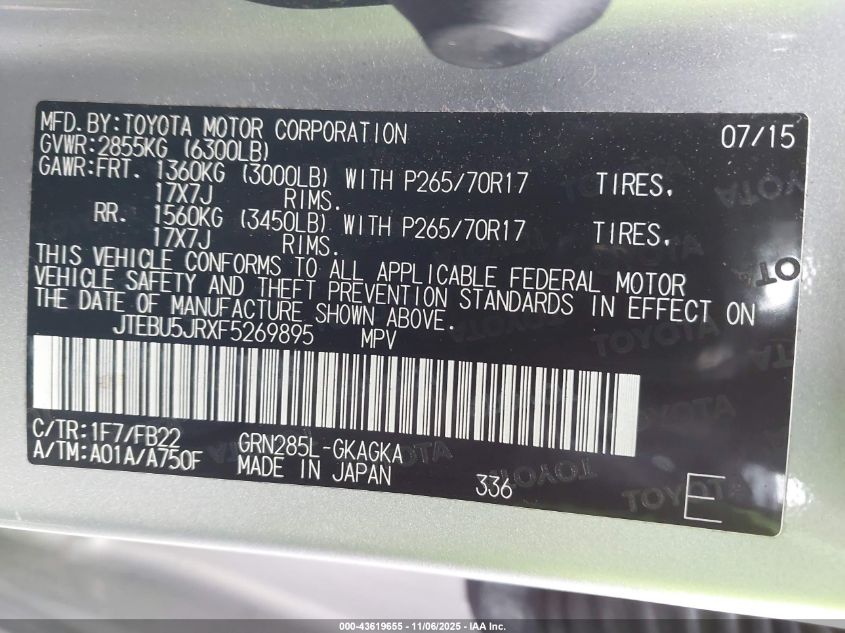 MFD. BY: TOYOTA MOTOR CORPORATION 07/15
GVWR: 2855KG (6300LB)
GAWR: FRT. 1360KG (3000LB) WITH P265/70R17 TIRES.
17X7J RIMS.
RR. 1560KG (3450LB) WITH P265/70R17 TIRES.
17X7J RIMS.
THIS VEHICLE CONFORMS TO ALL APPLICABLE FEDERAL MOTOR
VEHICLE SAFETY AND THEFT PREVENTION STANDARDS IN EFFECT ON
THE DATE OF MANUFACTURE SHOWN ABOVE.
JTEBU5JRXF5269895 MPV
C/TR: 1F7/FB22 GRN285L-GKAGKA
A/TM: A01A/A750F MADE IN JAPAN 336 E
000-43619655 - 11/06/2025 - IAA Inc.